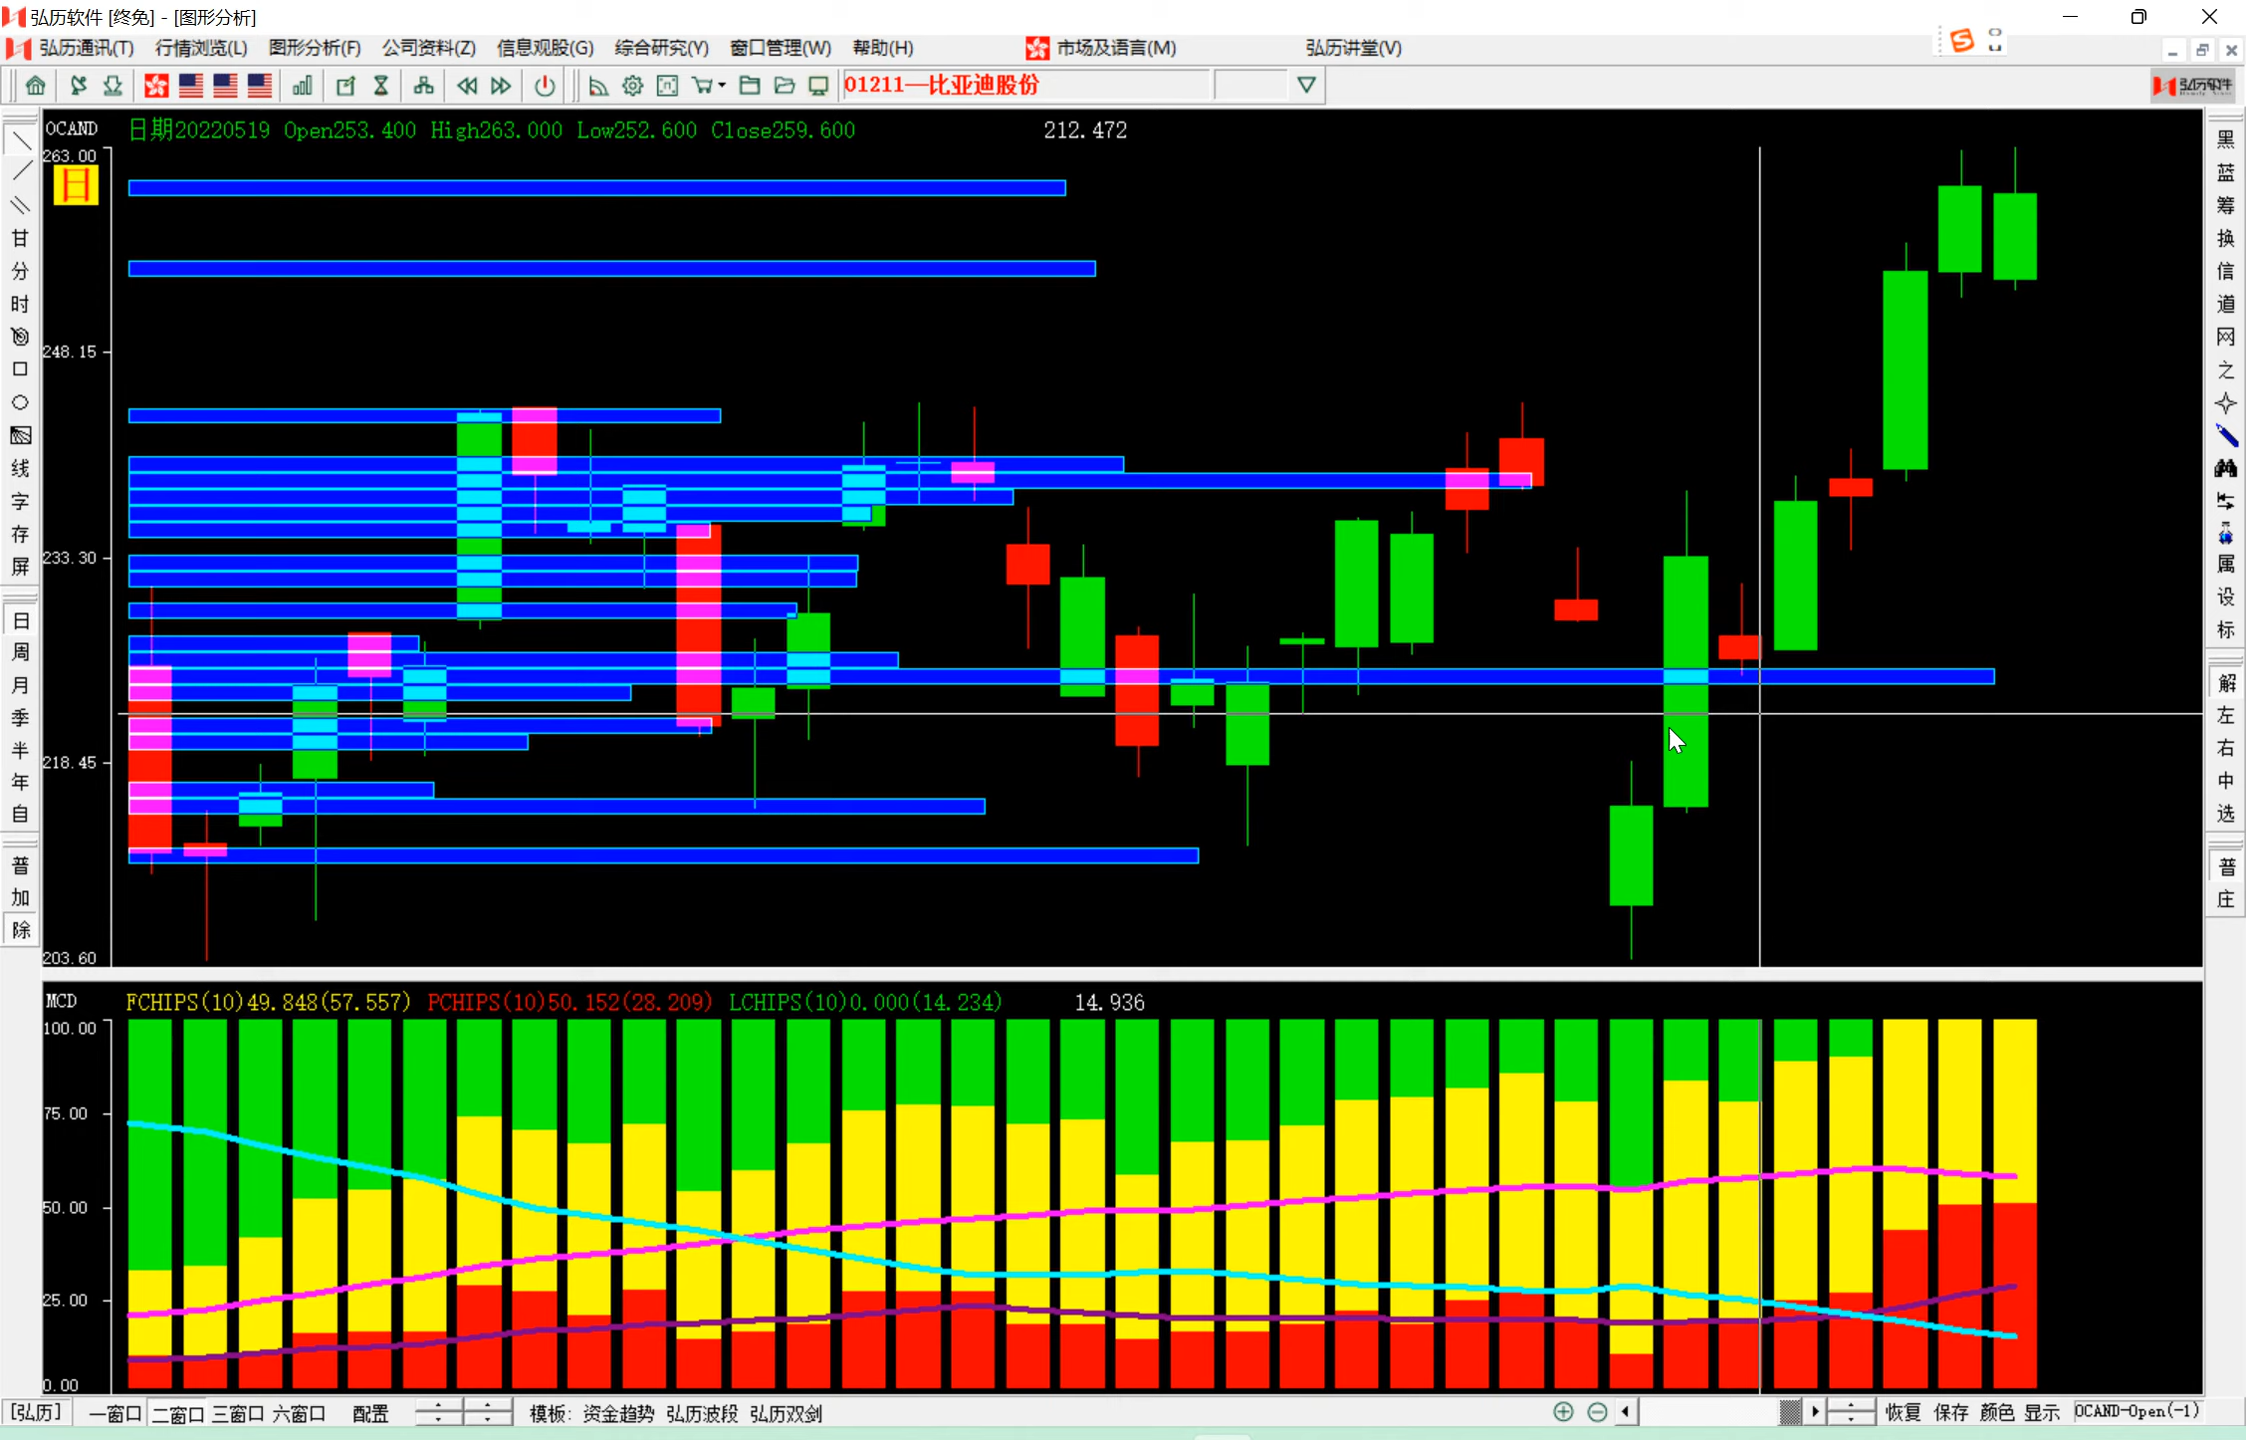 弘历软件 [终免] - [图形分析]
弘历通讯(T) 行情浏览(L) 图形分析(F) 公司资料(Z) 信息观股(G) 综合研究(Y) 窗口管理(W) 帮助(H) 市场及语言(M) 弘历讲堂(V)
01211—比亚迪股份
弘历软件
OCAND 日期20220519 Open253.400 High263.000 Low252.600 Close259.600 212.472
263.00
日
248.15
233.30
218.45
203.60
甘
分
时
线
字
存
屏
日
周
月
季
半
年
自
普
加
除
黑
蓝
筹
换
信
道
网
之
属
设
标
解
左
右
中
选
普
庄
MCD FCHIPS(10)49.848(57.557) PCHIPS(10)50.152(28.209) LCHIPS(10)0.000(14.234) 14.936
100.00
75.00
50.00
25.00
0.00
[弘历] 一窗口 二窗口 三窗口 六窗口 配置 模板: 资金趋势 弘历波段 弘历双剑 恢复 保存 颜色 显示 OCAND-Open(-1)